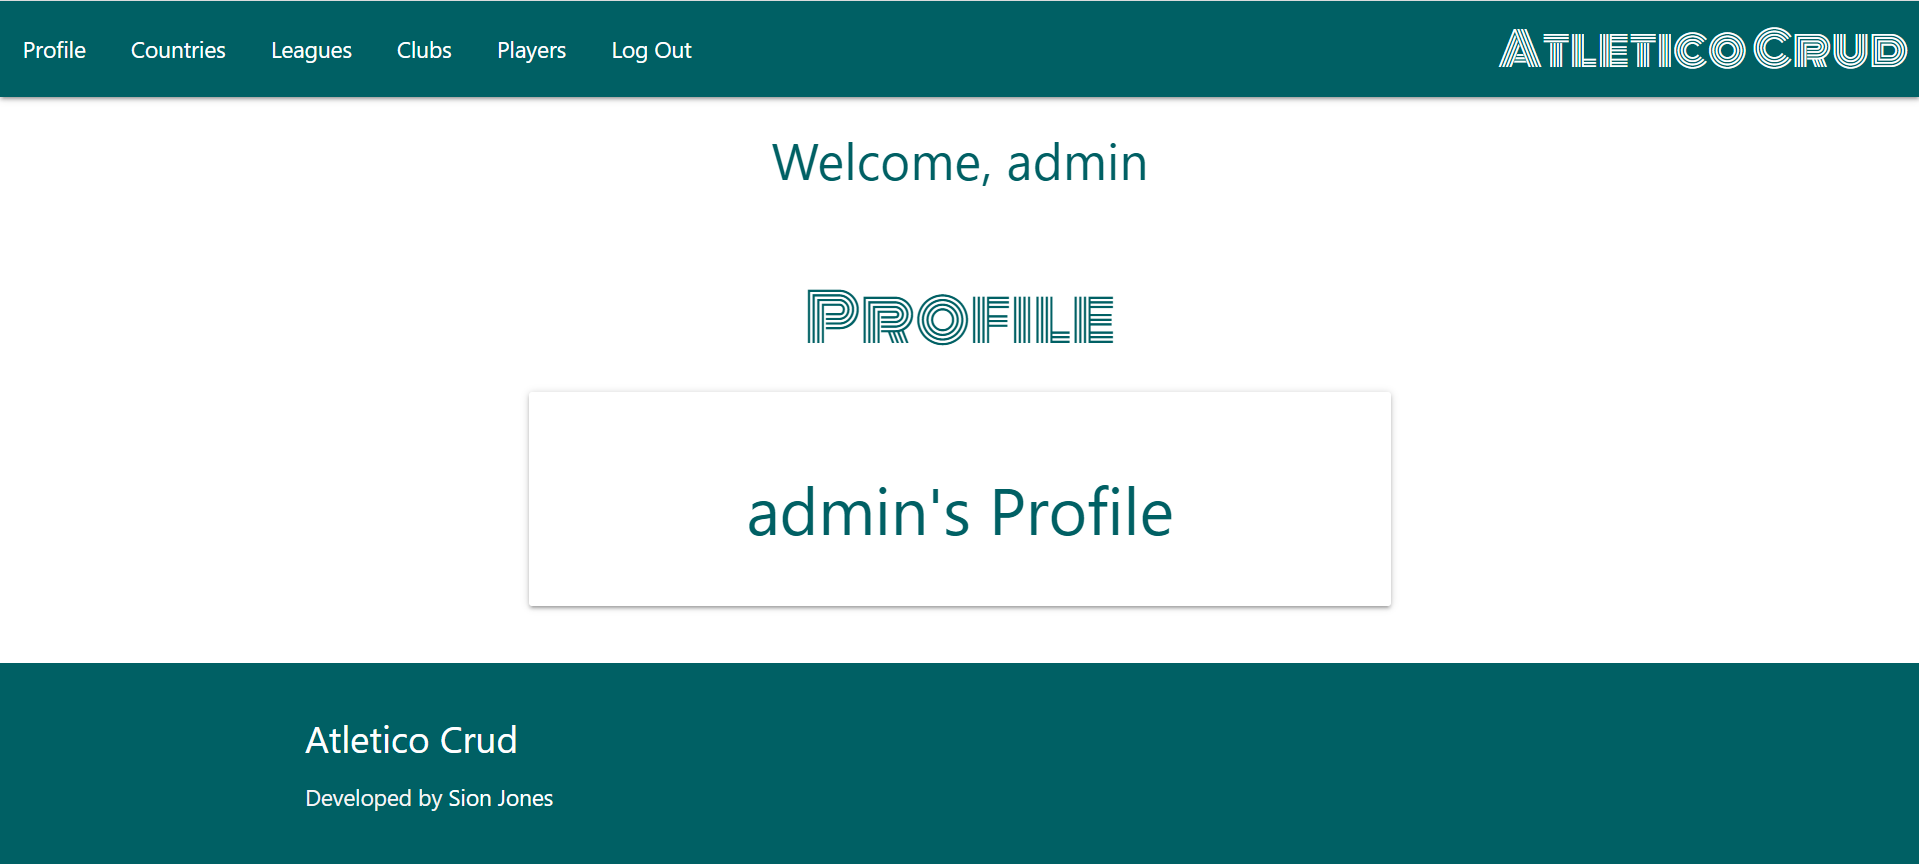 Profile Countries Leagues Clubs Players Log Out Atletico Crud
Welcome, admin
Profile
admin's Profile
Atletico Crud
Developed by Sion Jones